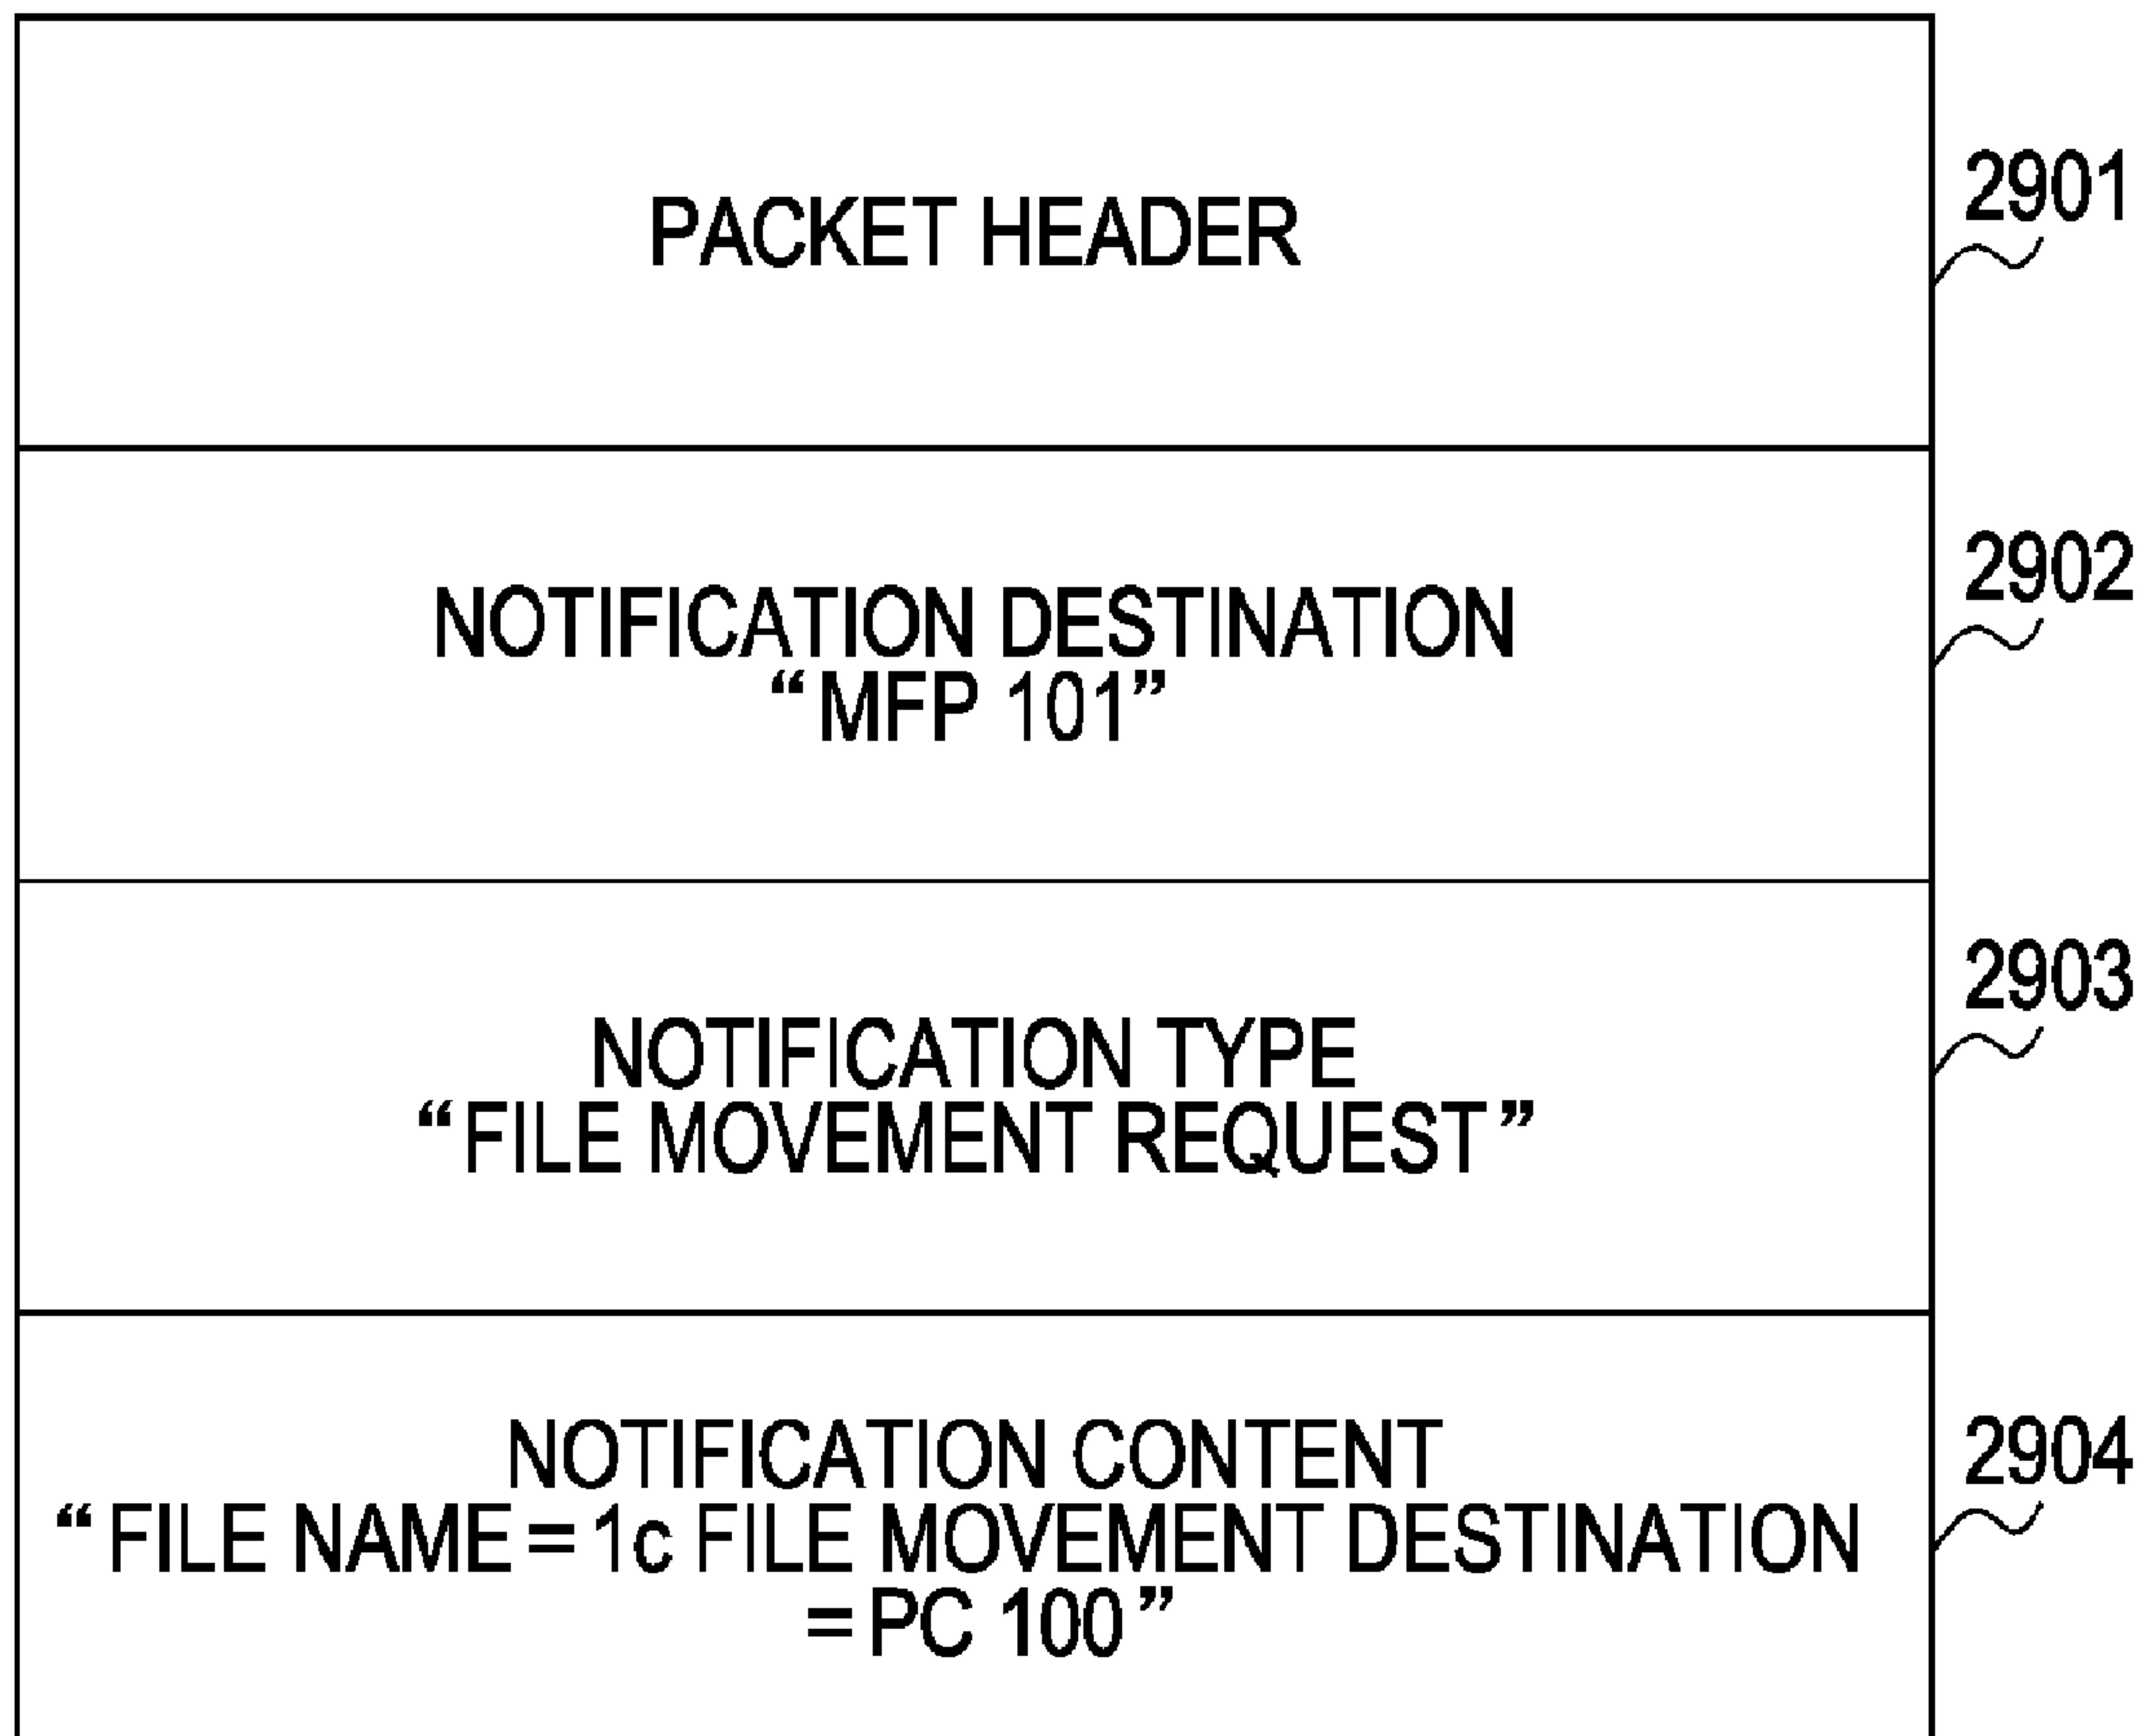 PACKET HEADER
2901
NOTIFICATION DESTINATION
“MFP 101”
2902
NOTIFICATION TYPE
“FILE MOVEMENT REQUEST”
2903
NOTIFICATION CONTENT
“FILE NAME = 1c FILE MOVEMENT DESTINATION
= PC 100”
2904